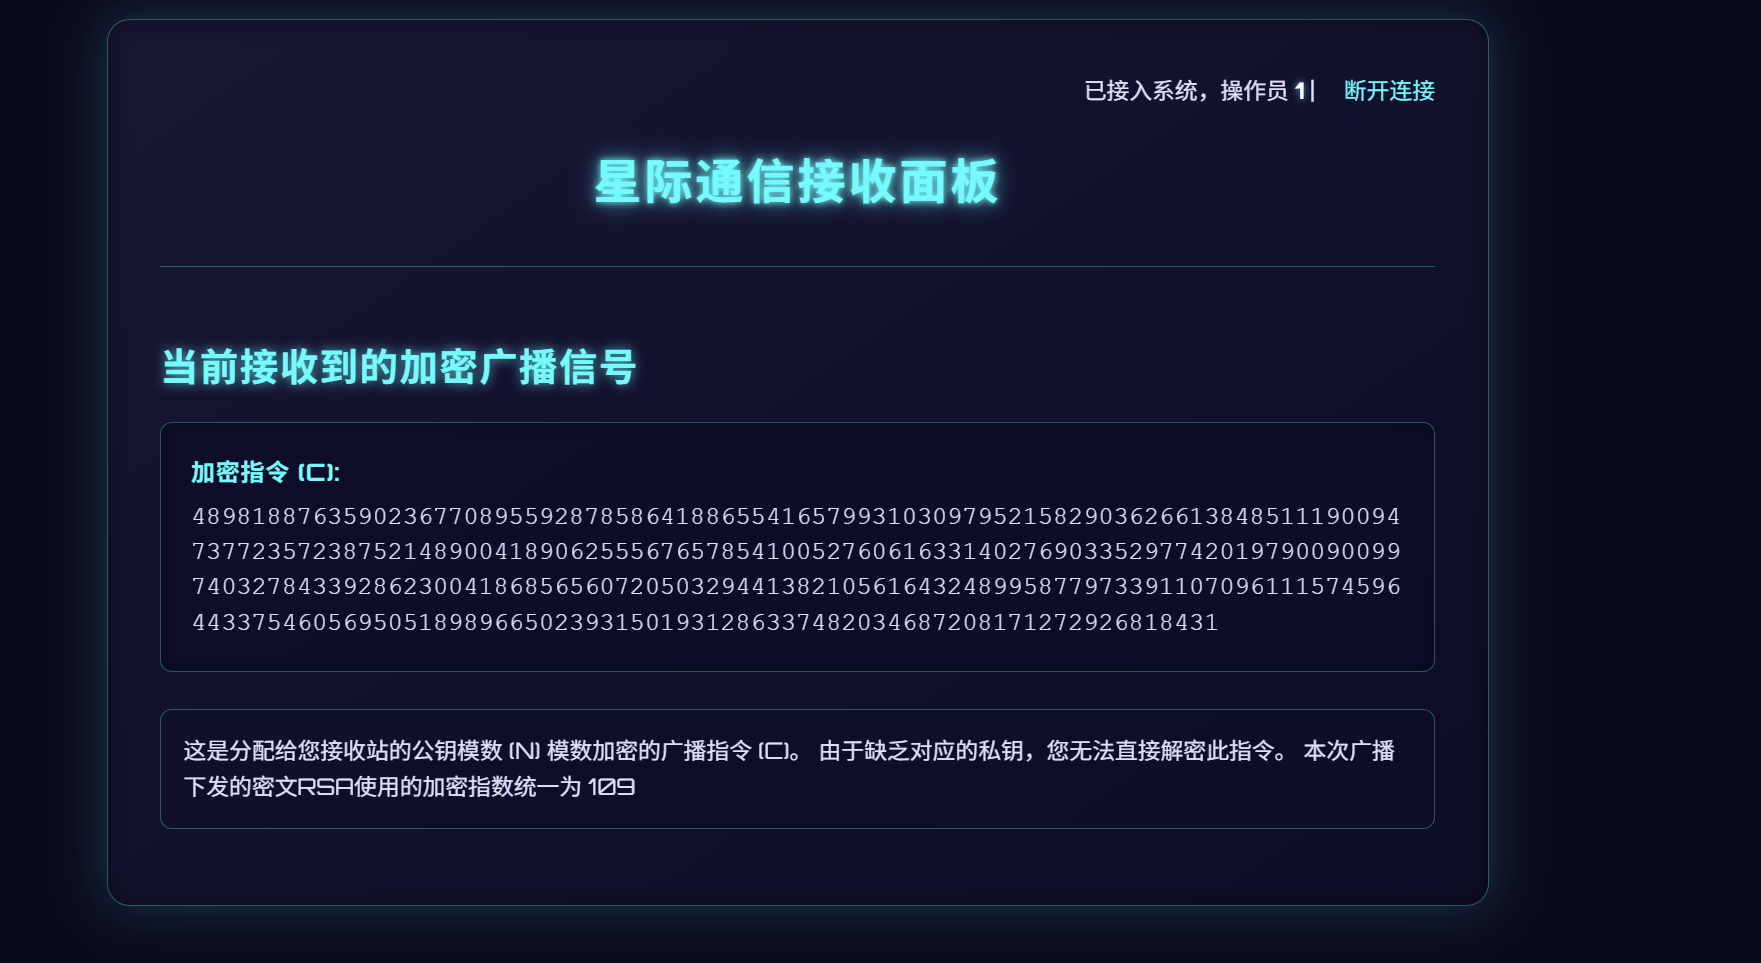 已接入系统，操作员 1 | 断开连接
星际通信接收面板
当前接收到的加密广播信号
加密指令 (C):
48981887635902367708955928785864188655416579931030979521582903626613848511190094
73772357238752148900418906255567657854100527606163314027690335297742019790090099
74032784339286230041868565607205032944138210561643248995877973391107096111574596
44337546056950518989665023931501931286337482034687208171272926818431
这是分配给您接收站的公钥模数 (N) 模数加密的广播指令 (C)。 由于缺乏对应的私钥，您无法直接解密此指令。 本次广播
下发的密文RSA使用的加密指数统一为 109